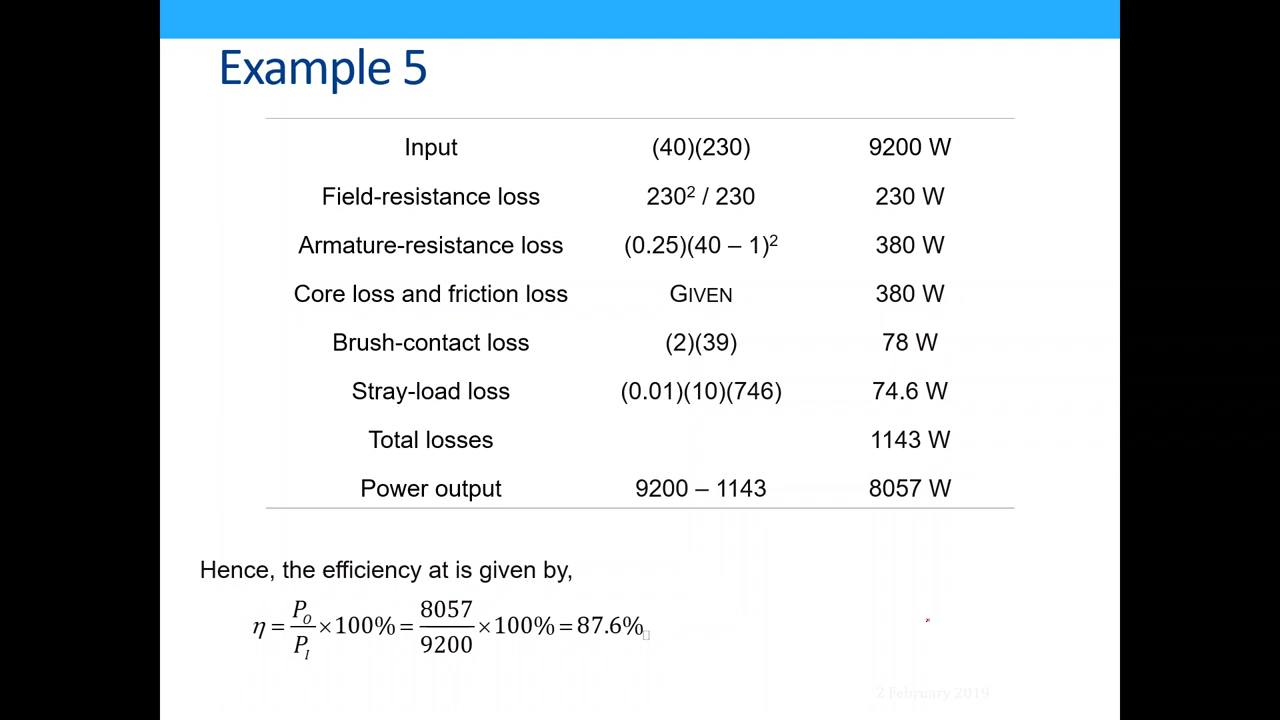 Example 5
Input (40)(230) 9200 W
Field-resistance loss 230² / 230 230 W
Armature-resistance loss (0.25)(40 – 1)² 380 W
Core loss and friction loss GIVEN 380 W
Brush-contact loss (2)(39) 78 W
Stray-load loss (0.01)(10)(746) 74.6 W
Total losses 1143 W
Power output 9200 – 1143 8057 W
Hence, the efficiency at is given by,
η = P_O / P_I × 100% = 8057 / 9200 × 100% = 87.6%
2 February 2019